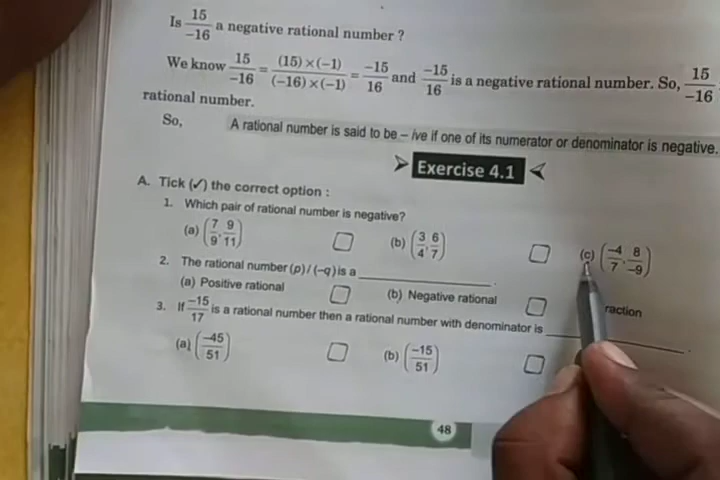 Is 15/-16 a negative rational number ?
We know 15/-16 = (15)×(-1)/(-16)×(-1) = -15/16 and -15/16 is a negative rational number. So, 15/-16
rational number.
So, A rational number is said to be – ive if one of its numerator or denominator is negative.
Exercise 4.1
A. Tick (✓) the correct option :
1. Which pair of rational number is negative?
(a) (7/9, 9/11) (b) (3/4, 6/7) (c) (-4/7, 8/-9)
2. The rational number (p) / (–q) is a ________.
(a) Positive rational (b) Negative rational raction
3. If -15/17 is a rational number then a rational number with denominator is ________.
(a) (-45/51) (b) (-15/51)
48